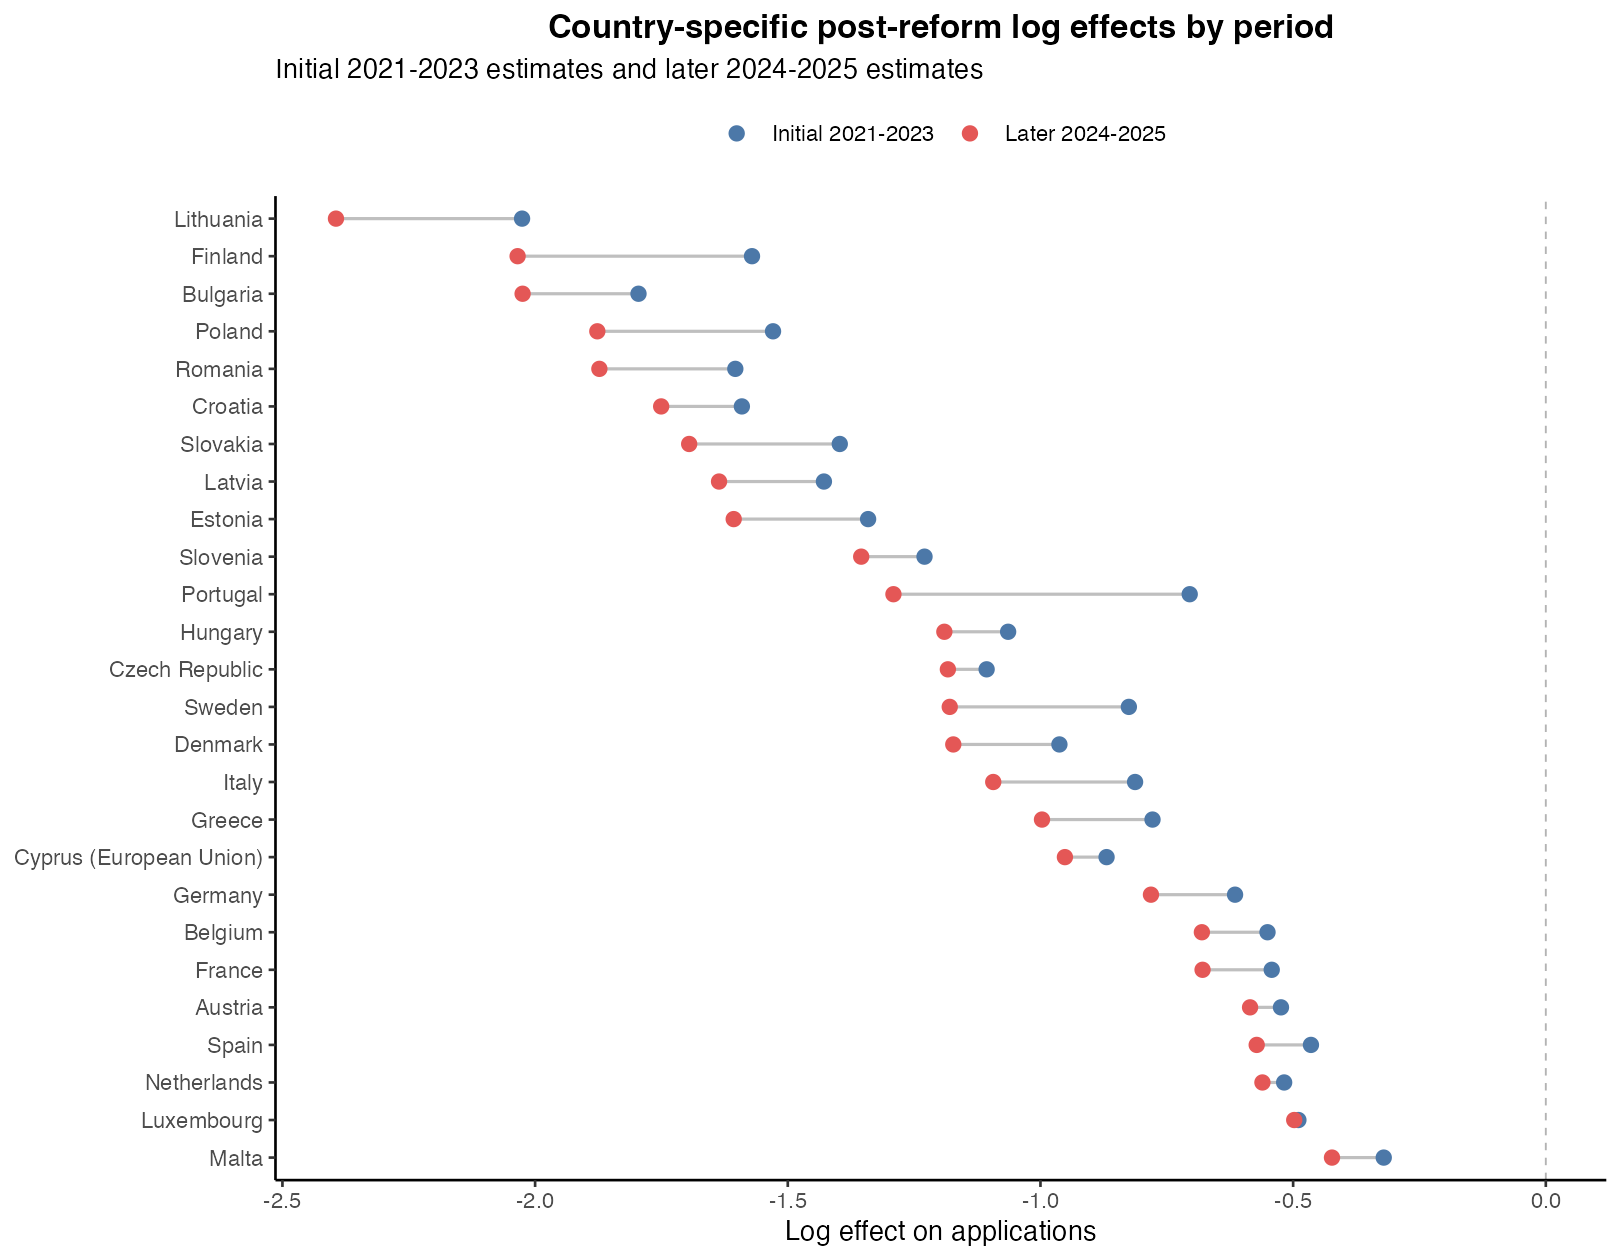 Country-specific post-reform log effects by period
Initial 2021-2023 estimates and later 2024-2025 estimates
Initial 2021-2023 Later 2024-2025
Lithuania
Finland
Bulgaria
Poland
Romania
Croatia
Slovakia
Latvia
Estonia
Slovenia
Portugal
Hungary
Czech Republic
Sweden
Denmark
Italy
Greece
Cyprus (European Union)
Germany
Belgium
France
Austria
Spain
Netherlands
Luxembourg
Malta
-2.5 -2.0 -1.5 -1.0 -0.5 0.0
Log effect on applications